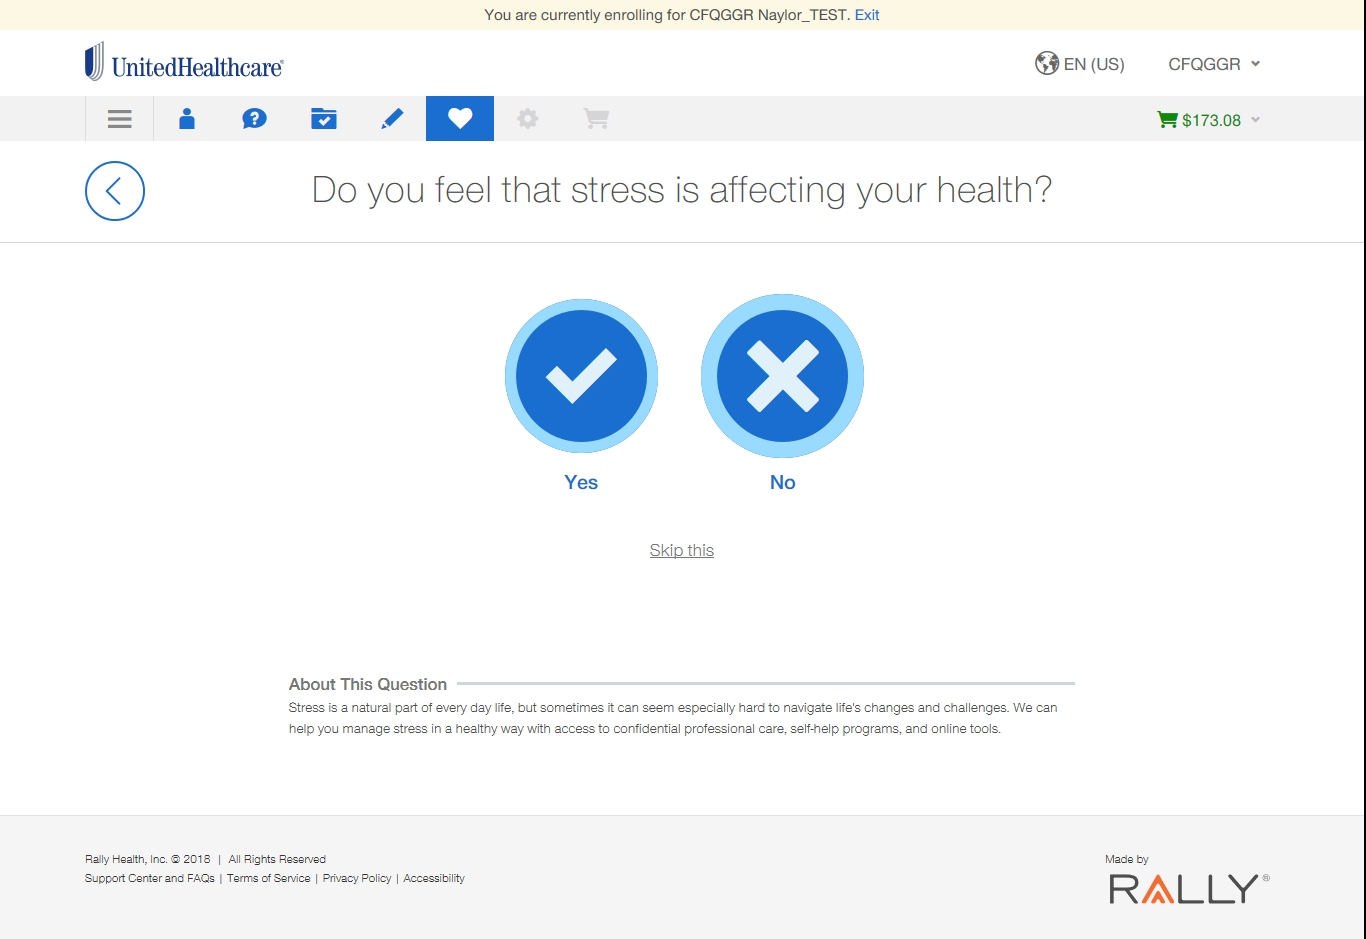 You are currently enrolling for CFQGGR Naylor_TEST. Exit
UnitedHealthcare®
EN (US)
CFQGGR
$173.08
Do you feel that stress is affecting your health?
Yes
No
Skip this
About This Question
Stress is a natural part of every day life, but sometimes it can seem especially hard to navigate life's changes and challenges. We can
help you manage stress in a healthy way with access to confidential professional care, self-help programs, and online tools.
Rally Health, Inc. © 2018 | All Rights Reserved
Support Center and FAQs | Terms of Service | Privacy Policy | Accessibility
Made by
RALLY®